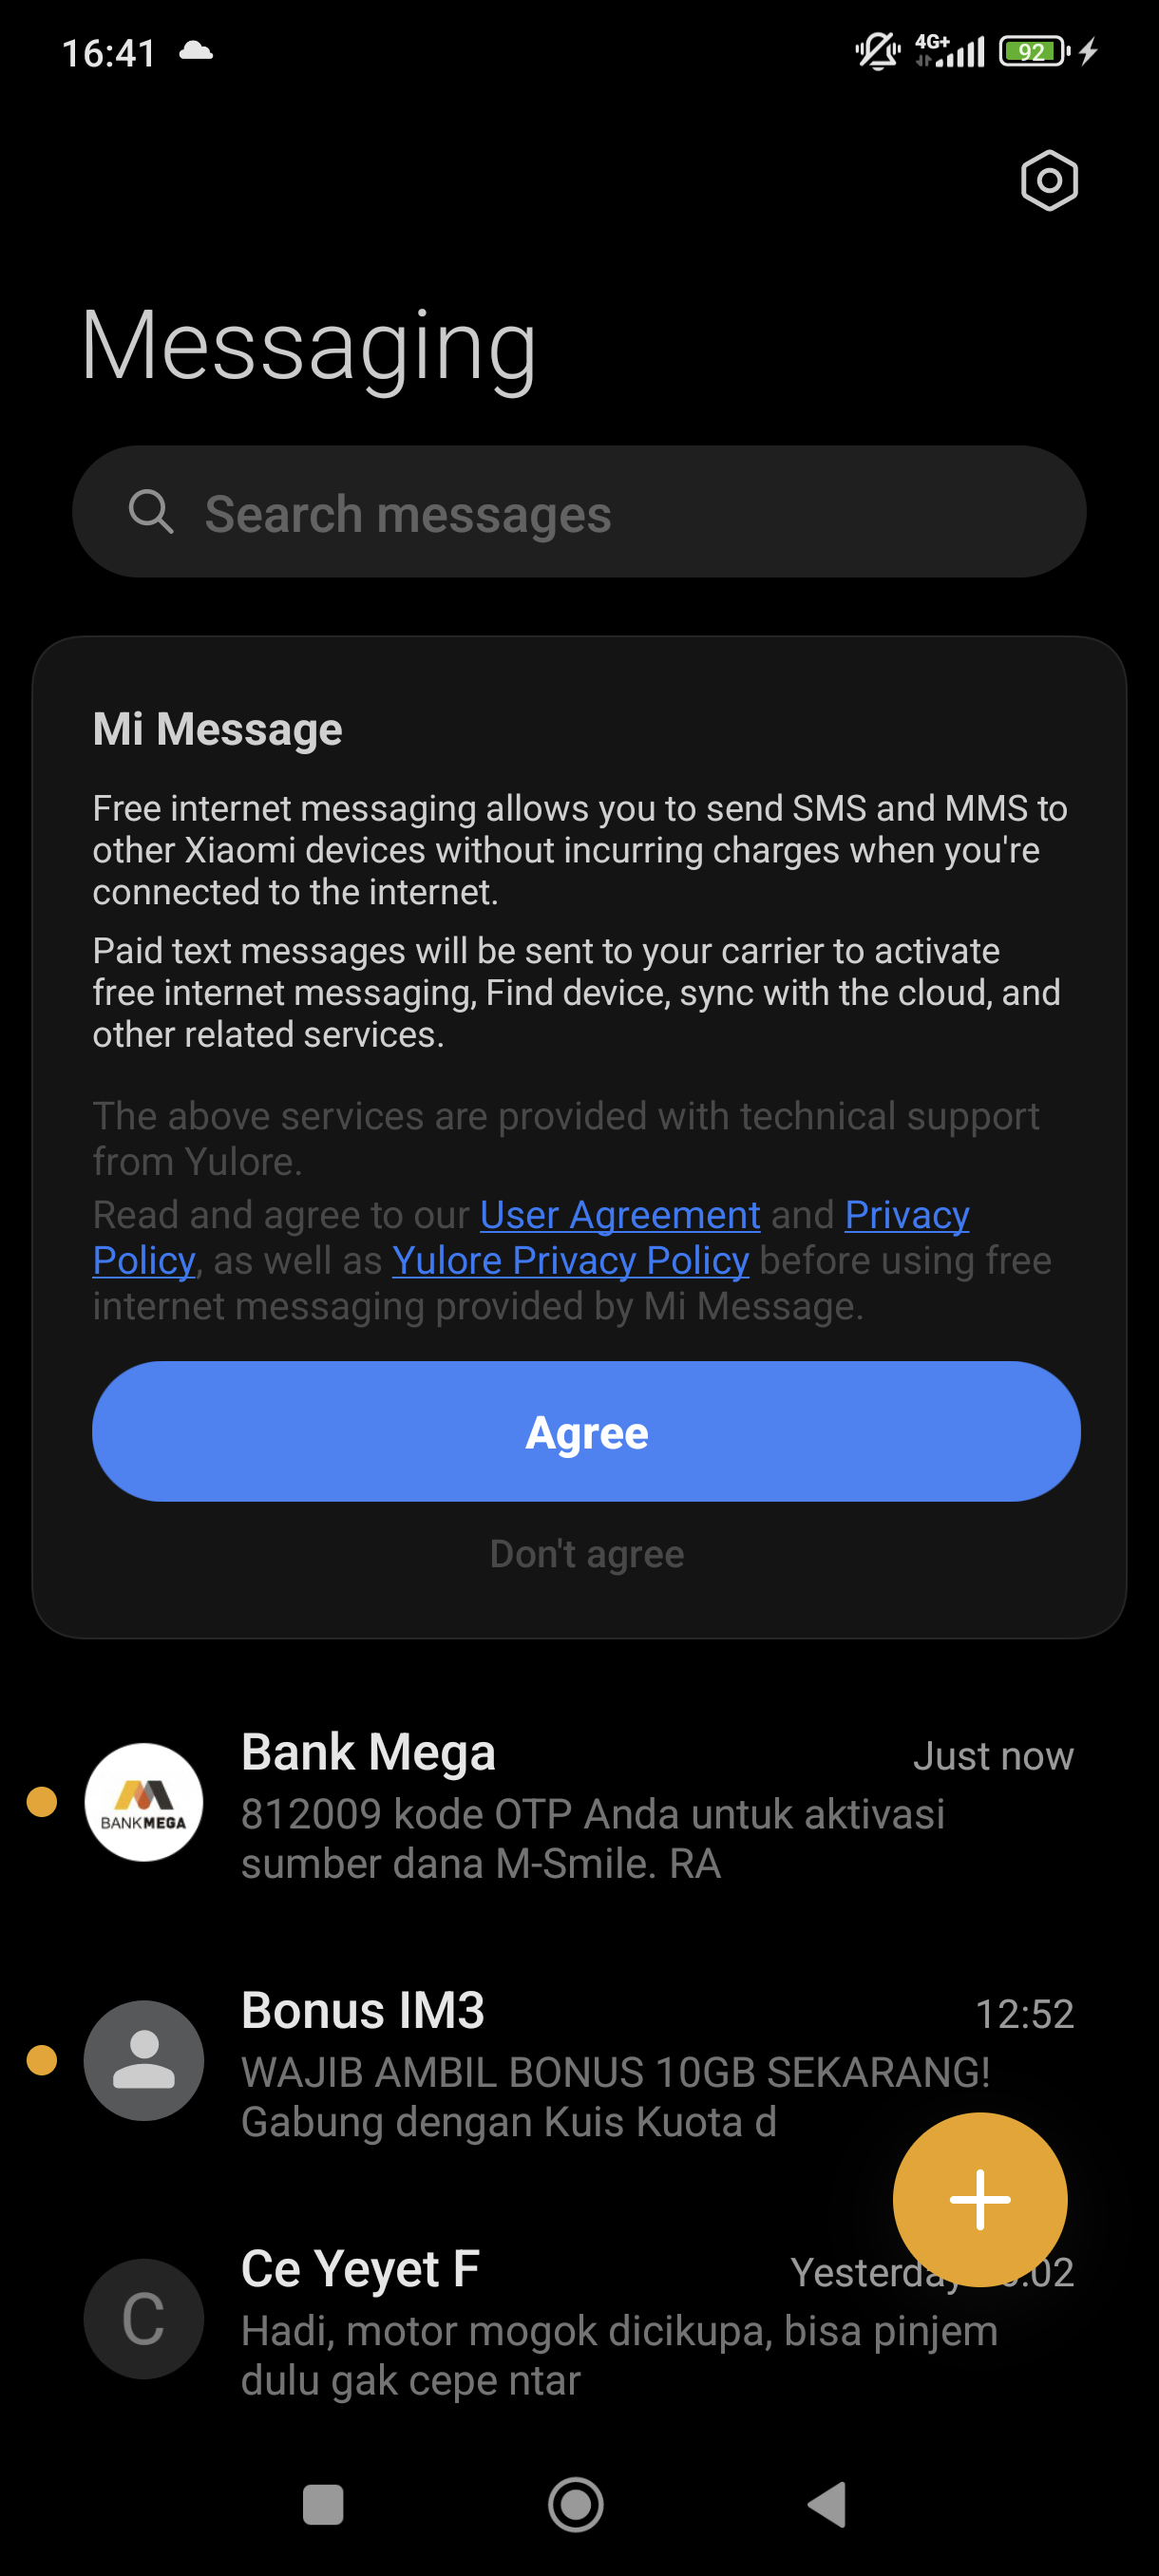 16:41
4G+
92
Messaging
Search messages
Mi Message
Free internet messaging allows you to send SMS and MMS to
other Xiaomi devices without incurring charges when you're
connected to the internet.
Paid text messages will be sent to your carrier to activate
free internet messaging, Find device, sync with the cloud, and
other related services.
The above services are provided with technical support
from Yulore.
Read and agree to our User Agreement and Privacy
Policy, as well as Yulore Privacy Policy before using free
internet messaging provided by Mi Message.
Agree
Don't agree
BANKMEGA
Bank Mega
Just now
812009 kode OTP Anda untuk aktivasi
sumber dana M-Smile. RA
Bonus IM3
12:52
WAJIB AMBIL BONUS 10GB SEKARANG!
Gabung dengan Kuis Kuota d
C
Ce Yeyet F
Yesterday
Hadi, motor mogok dicikupa, bisa pinjem
dulu gak cepe ntar